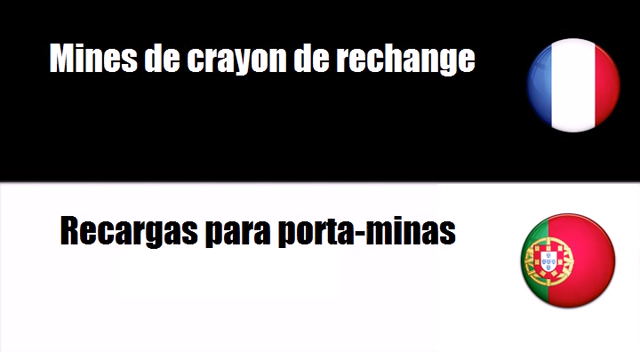 Mines de crayon de rechange
Recargas para porta-minas